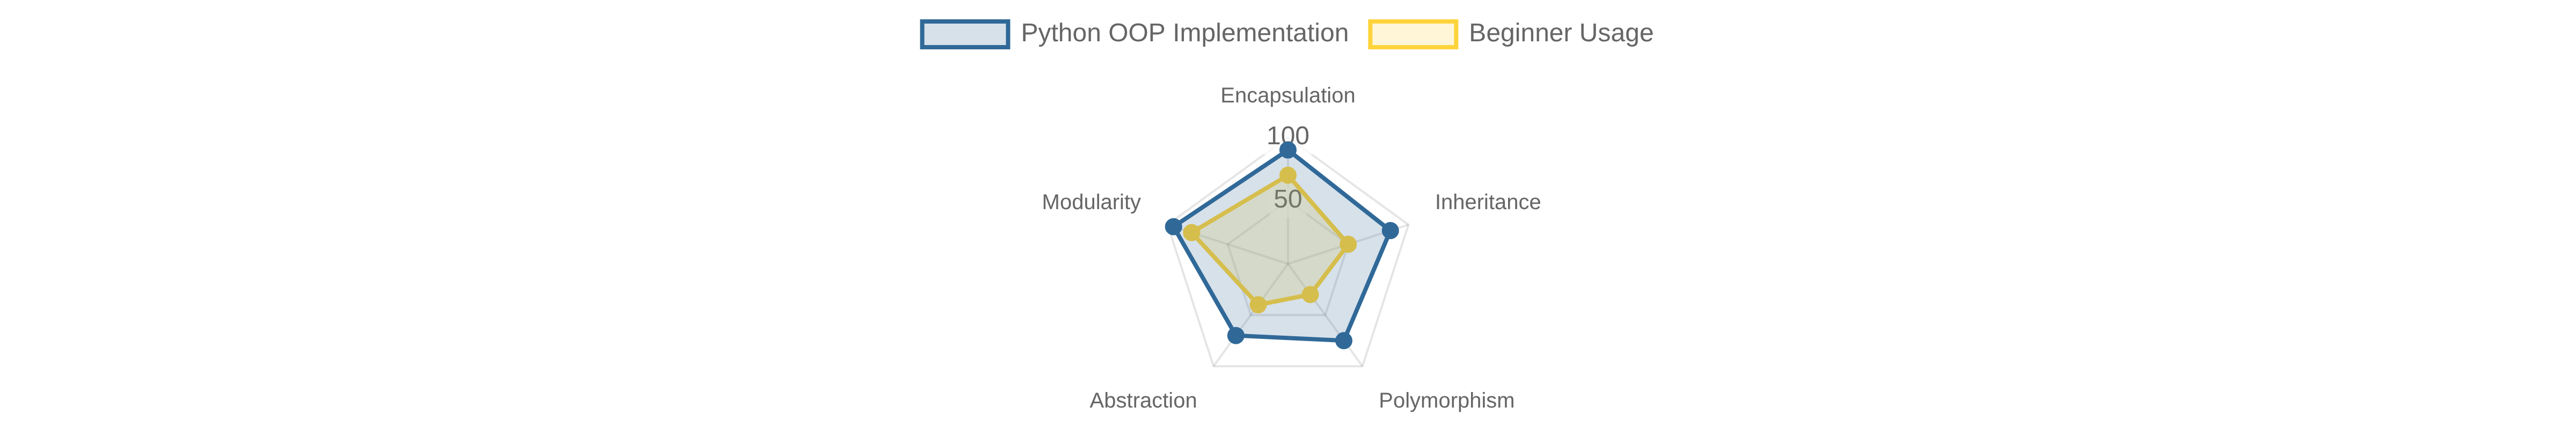 Python OOP Implementation Beginner Usage
Encapsulation
100
50
Modularity
Inheritance
Abstraction
Polymorphism